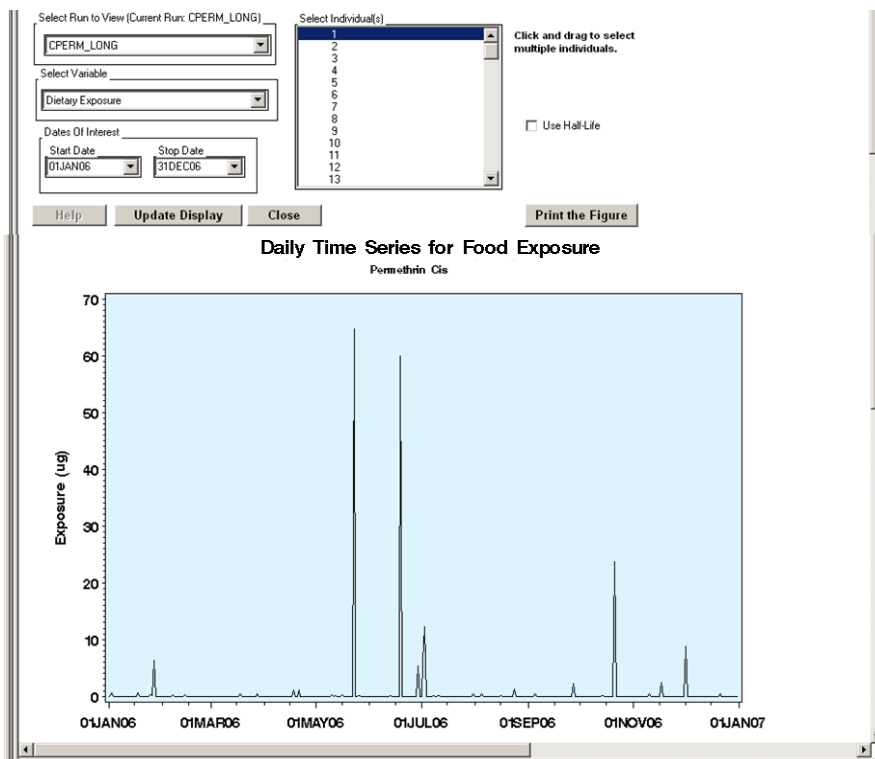 Select Run to View (Current Run: CPERM_LONG)
CPERM_LONG
Select Variable
Dietary Exposure
Dates Of Interest
Start Date
Stop Date
01JAN06
31DEC06
Select Individual(s)
1
2
3
4
5
6
7
8
9
10
11
12
13
Click and drag to select
multiple individuals.
Use Half-Life
Help
Update Display
Close
Print the Figure
Daily Time Series for Food Exposure
Permethrin Cis
Exposure (ug)
70
60
50
40
30
20
10
0
01JAN06
01MAR06
01MAY06
01JUL06
01SEP06
01NOV06
01JAN07